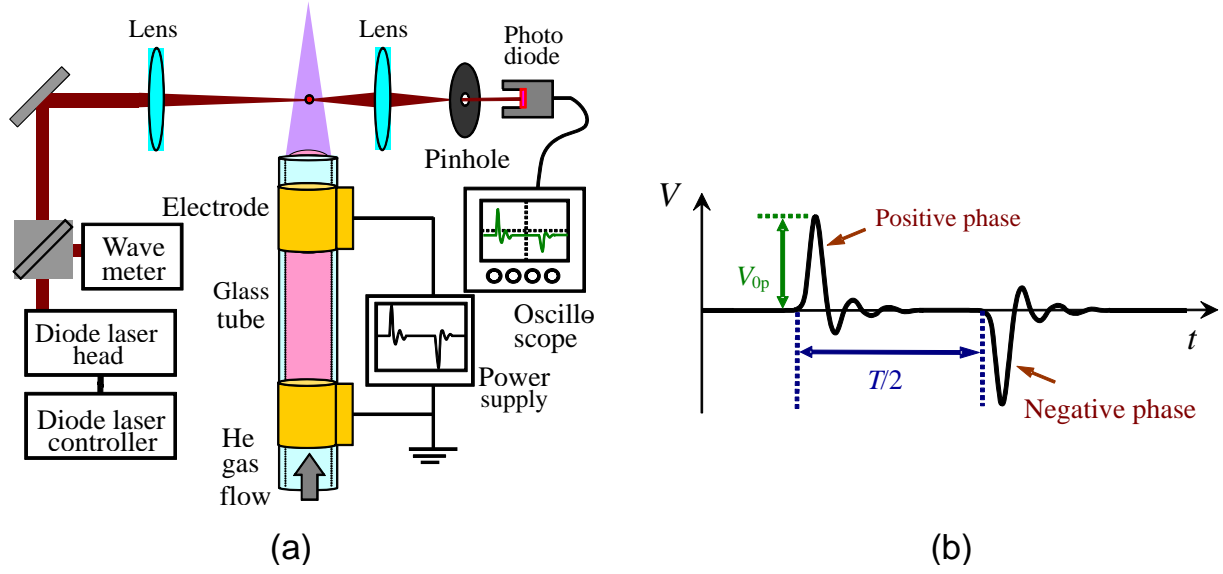 Lens
Lens
Photo
diode
Pinhole
Electrode
Wave
meter
Glass
tube
Oscillo
scope
Diode laser
head
Power
supply
Diode laser
controller
He
gas
flow
(a)
V
Positive phase
V0p
t
T/2
Negative phase
(b)